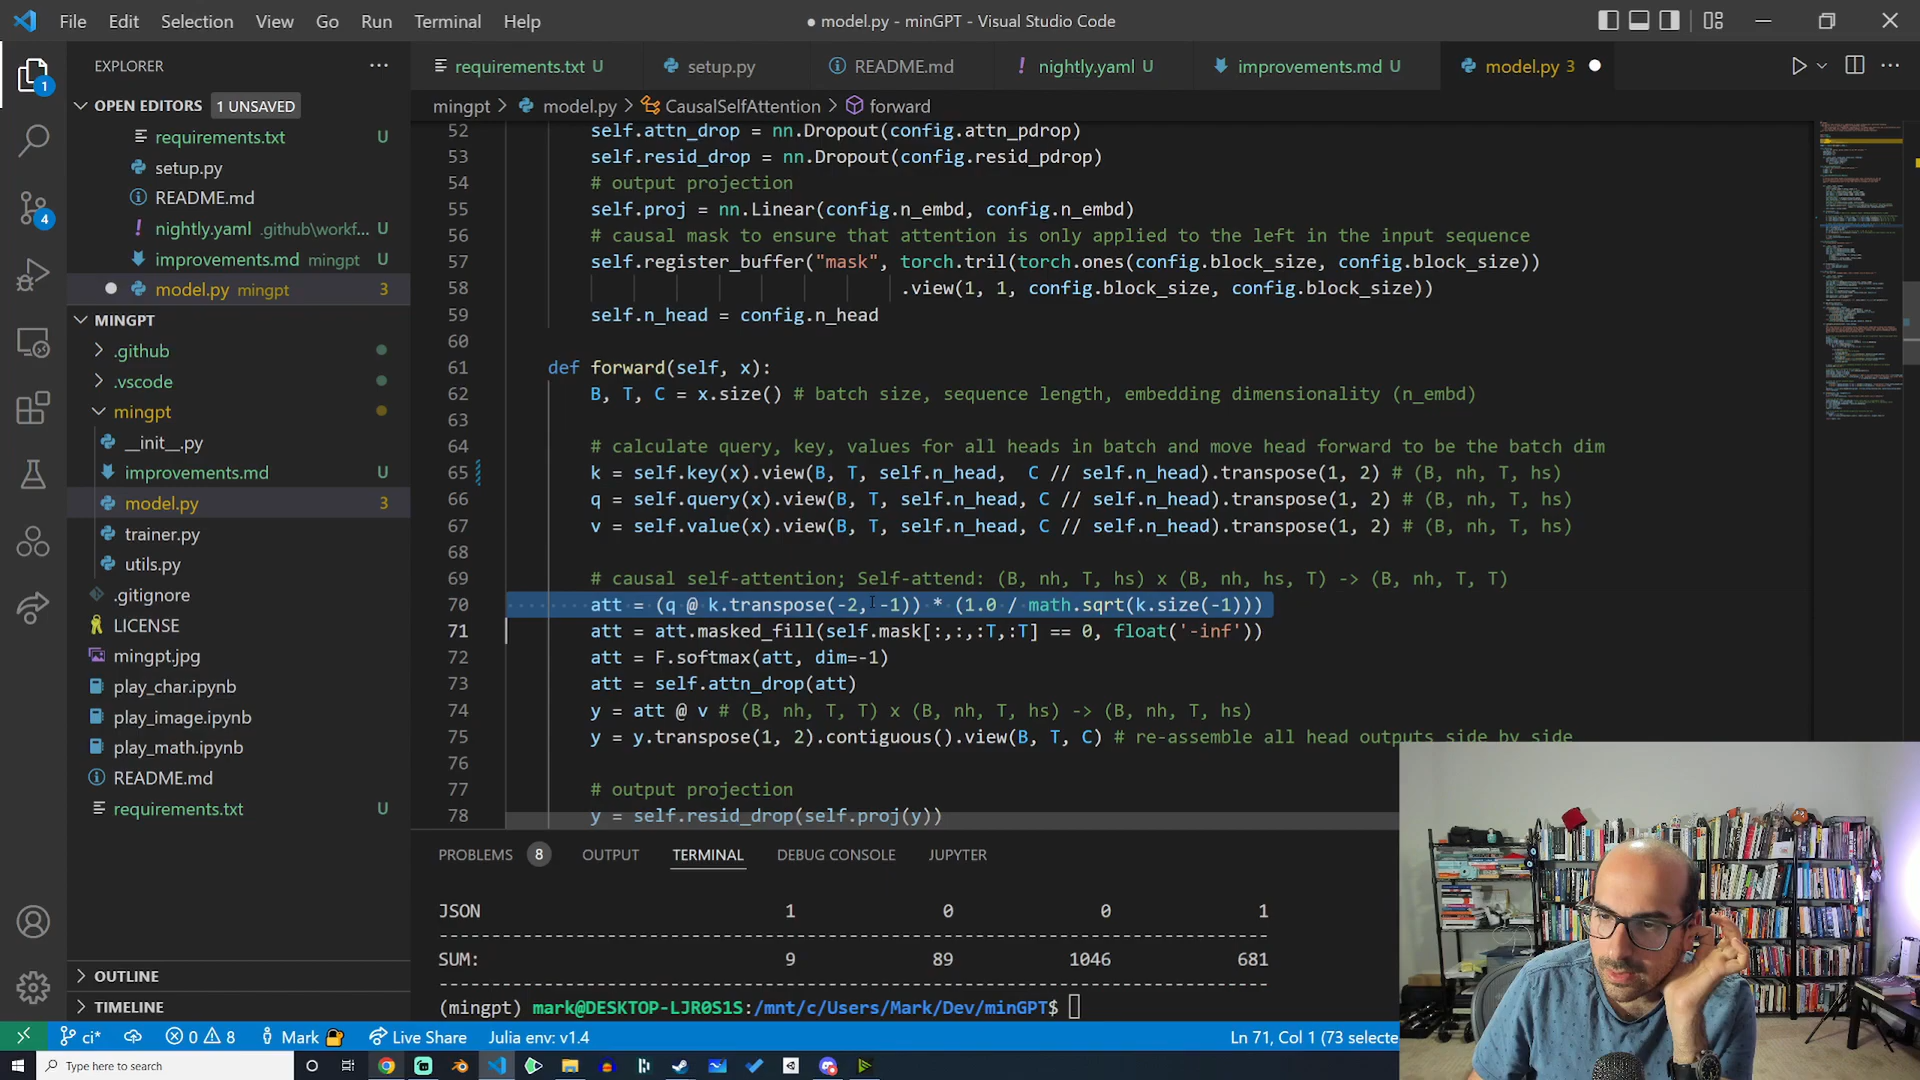 File Edit Selection View Go Run Terminal Help
● model.py - minGPT - Visual Studio Code
EXPLORER
OPEN EDITORS 1 UNSAVED
requirements.txt U
setup.py
README.md
nightly.yaml .github\workf... U
improvements.md mingpt U
model.py mingpt 3
MINGPT
.github
.vscode
mingpt
__init__.py
improvements.md U
model.py 3
trainer.py
utils.py
.gitignore
LICENSE
mingpt.jpg
play_char.ipynb
play_image.ipynb
play_math.ipynb
README.md
requirements.txt U
OUTLINE
TIMELINE
requirements.txt U setup.py README.md nightly.yaml U improvements.md U model.py 3
mingpt > model.py > CausalSelfAttention > forward
52 self.attn_drop = nn.Dropout(config.attn_pdrop)
53 self.resid_drop = nn.Dropout(config.resid_pdrop)
54 # output projection
55 self.proj = nn.Linear(config.n_embd, config.n_embd)
56 # causal mask to ensure that attention is only applied to the left in the input sequence
57 self.register_buffer("mask", torch.tril(torch.ones(config.block_size, config.block_size))
58 .view(1, 1, config.block_size, config.block_size))
59 self.n_head = config.n_head
60
61 def forward(self, x):
62 B, T, C = x.size() # batch size, sequence length, embedding dimensionality (n_embd)
63
64 # calculate query, key, values for all heads in batch and move head forward to be the batch dim
65 k = self.key(x).view(B, T, self.n_head,  C // self.n_head).transpose(1, 2) # (B, nh, T, hs)
66 q = self.query(x).view(B, T, self.n_head, C // self.n_head).transpose(1, 2) # (B, nh, T, hs)
67 v = self.value(x).view(B, T, self.n_head, C // self.n_head).transpose(1, 2) # (B, nh, T, hs)
68
69 # causal self-attention; Self-attend: (B, nh, T, hs) x (B, nh, hs, T) -> (B, nh, T, T)
70 att = (q @ k.transpose(-2, -1)) * (1.0 / math.sqrt(k.size(-1)))
71 att = att.masked_fill(self.mask[:,:,:T,:T] == 0, float('-inf'))
72 att = F.softmax(att, dim=-1)
73 att = self.attn_drop(att)
74 y = att @ v # (B, nh, T, T) x (B, nh, T, hs) -> (B, nh, T, hs)
75 y = y.transpose(1, 2).contiguous().view(B, T, C) # re-assemble all head outputs side by side
76
77 # output projection
78 y = self.resid_drop(self.proj(y))
PROBLEMS 8 OUTPUT TERMINAL DEBUG CONSOLE JUPYTER
JSON 1 0 0 1
SUM: 9 89 1046 681
(mingpt) mark@DESKTOP-LJR0S1S:/mnt/c/Users/Mark/Dev/minGPT$
ci* 0 8 Mark Live Share Julia env: v1.4 Ln 71, Col 1 (73 selecte
Type here to search